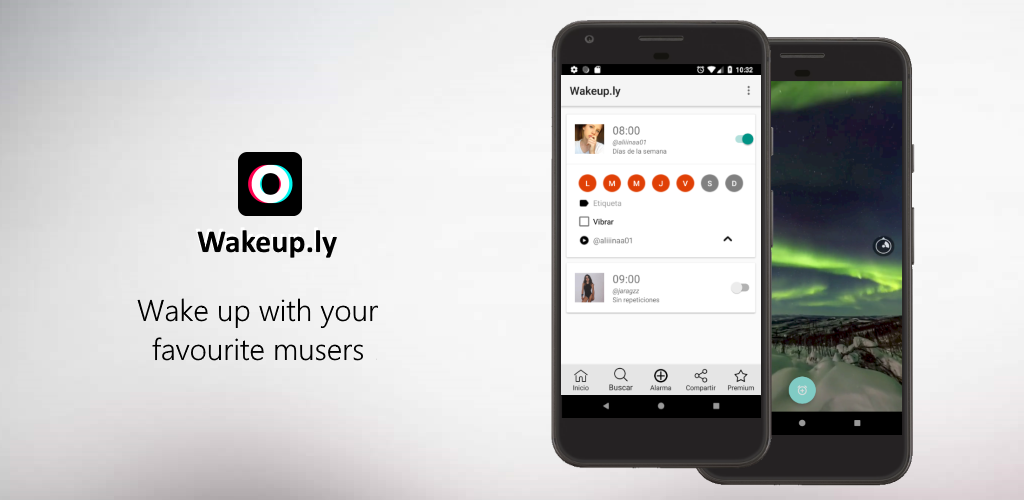 Wakeup.ly
Wake up with your
favourite musers
10:32
Wakeup.ly
08:00
@aliiinaa01
Días de la semana
L M M J V S D
Etiqueta
Vibrar
@aliiinaa01
09:00
@jaragzz
Sin repeticiones
Inicio Buscar Alarma Compartir Premium